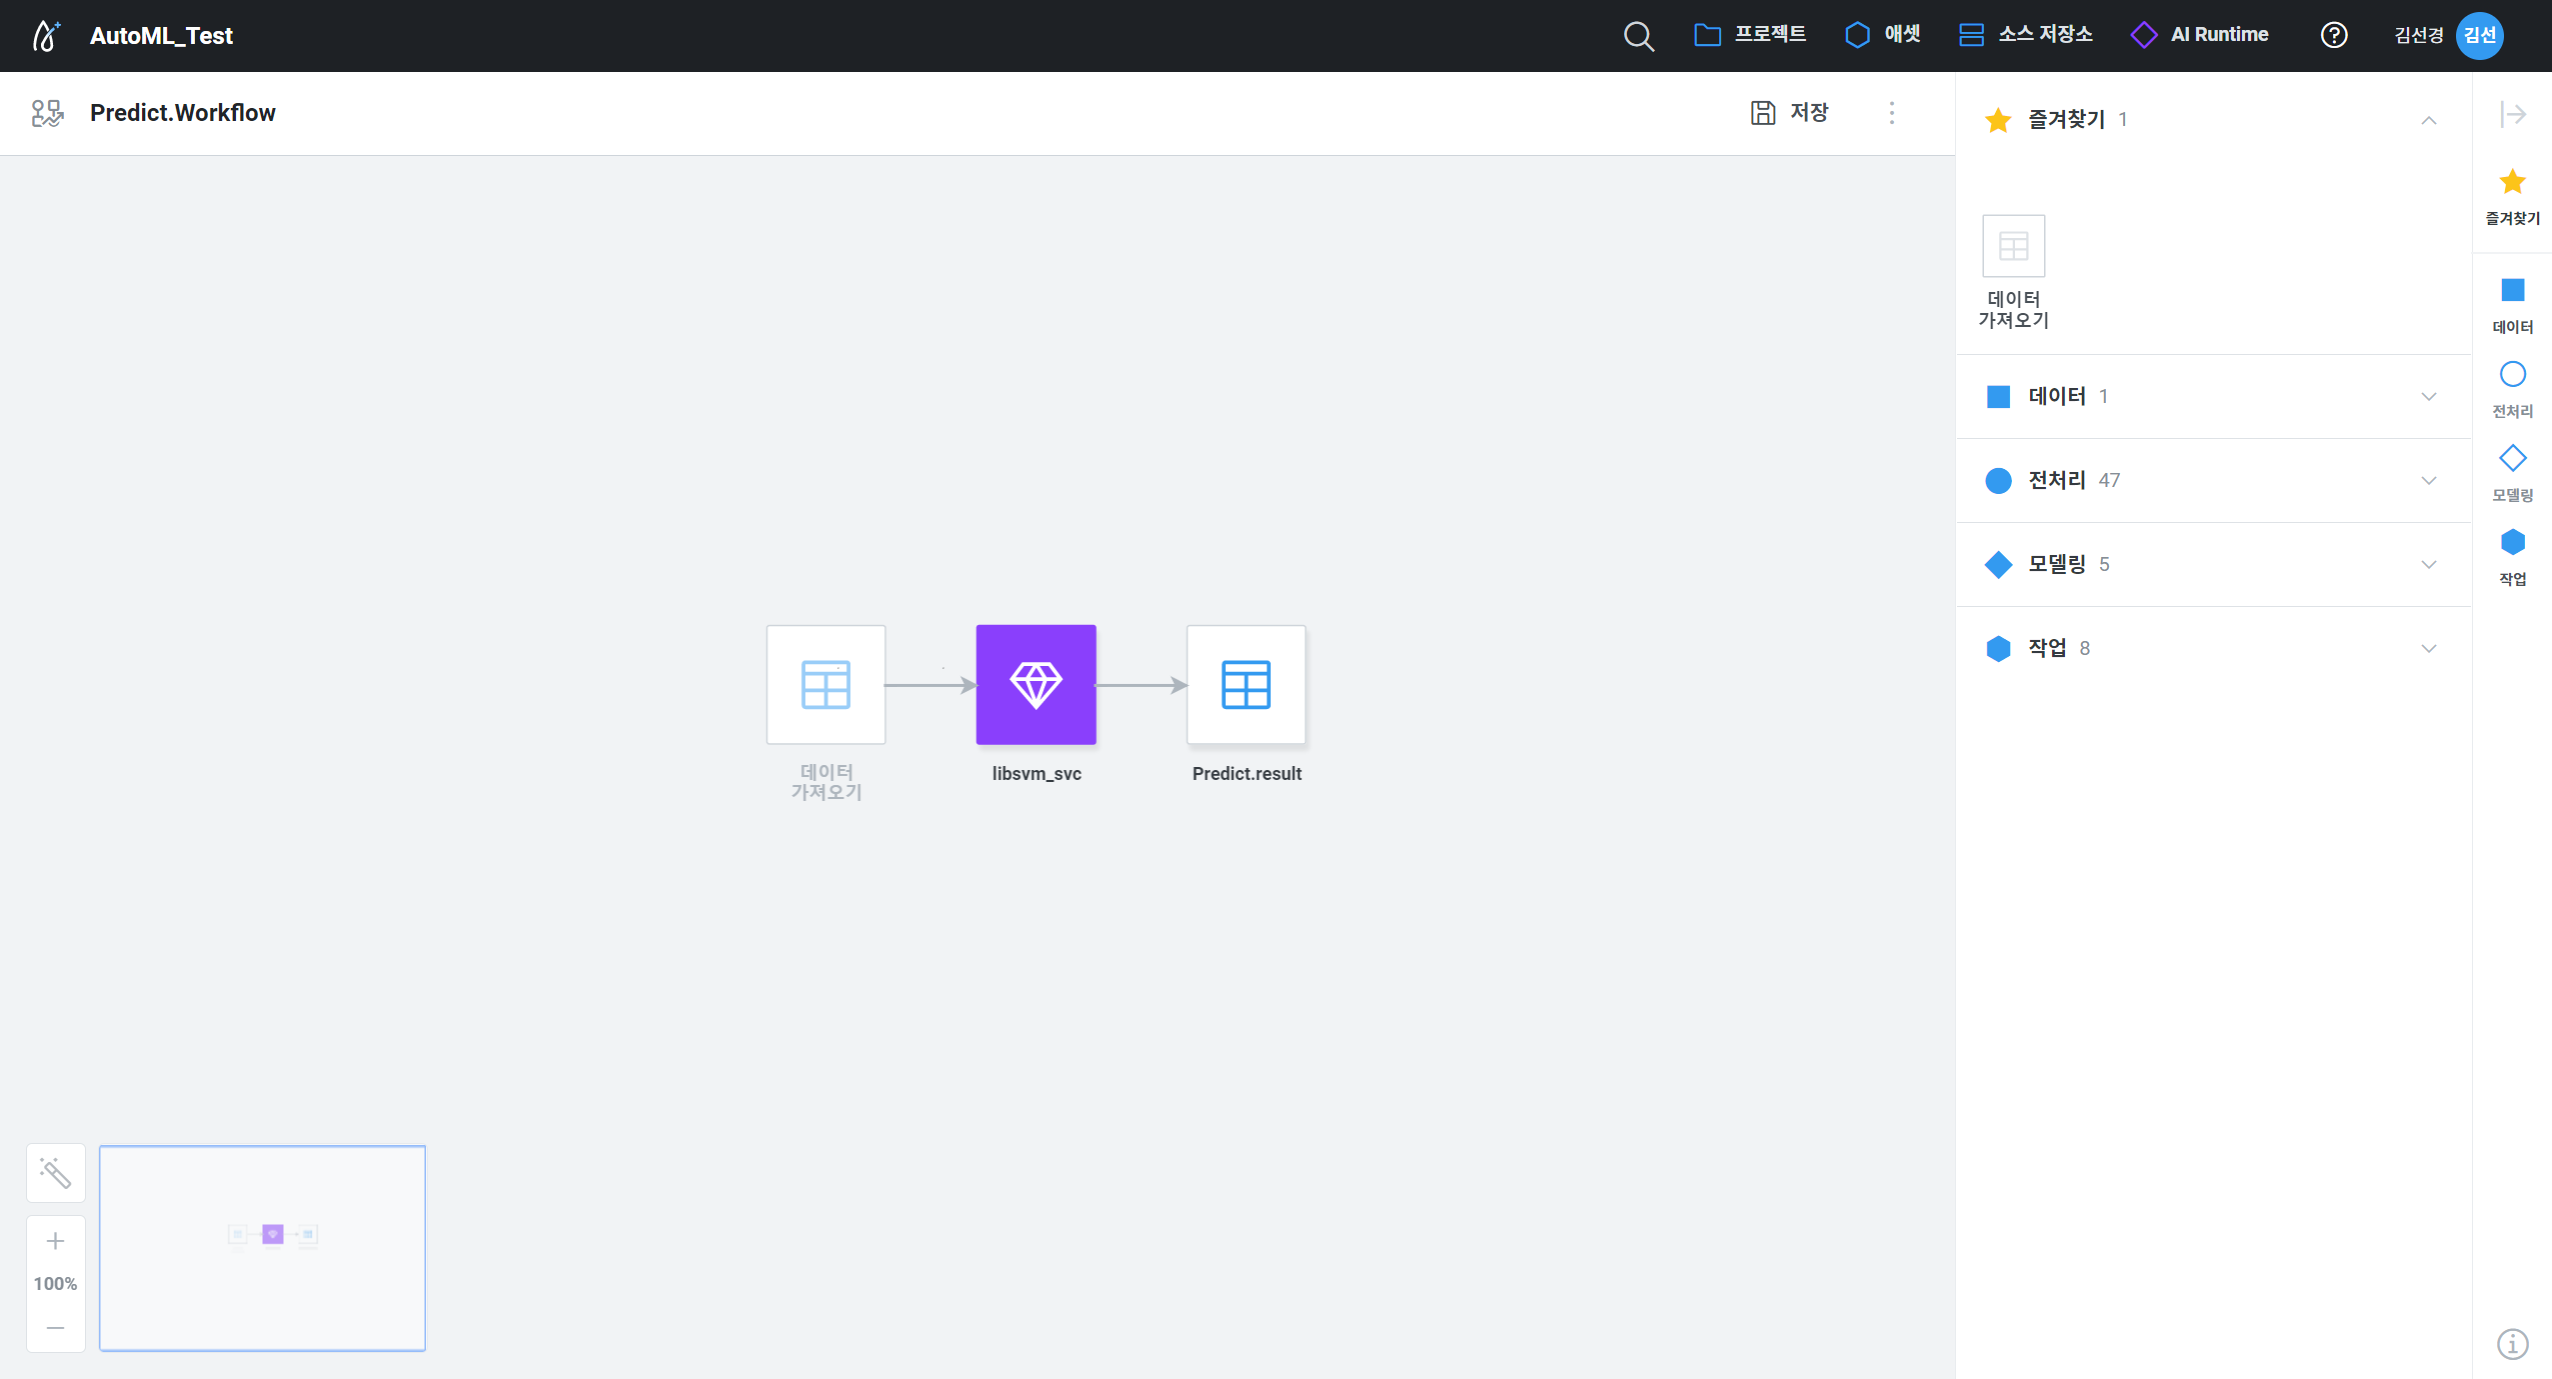 AutoML_Test
프로젝트
애셋
소스 저장소
AI Runtime
김선경
김선
Predict.Workflow
저장
즐겨찾기 1
데이터
가져오기
데이터 1
전처리 47
모델링 5
작업 8
즐겨찾기
데이터
전처리
모델링
작업
데이터
가져오기
libsvm_svc
Predict.result
100%